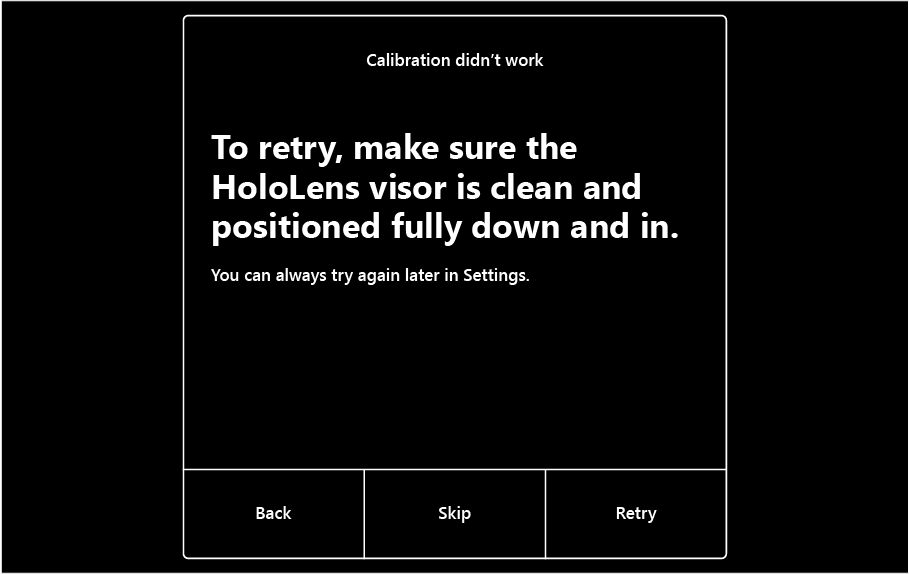 Calibration didn’t work
To retry, make sure the
HoloLens visor is clean and
positioned fully down and in.
You can always try again later in Settings.
Back
Skip
Retry